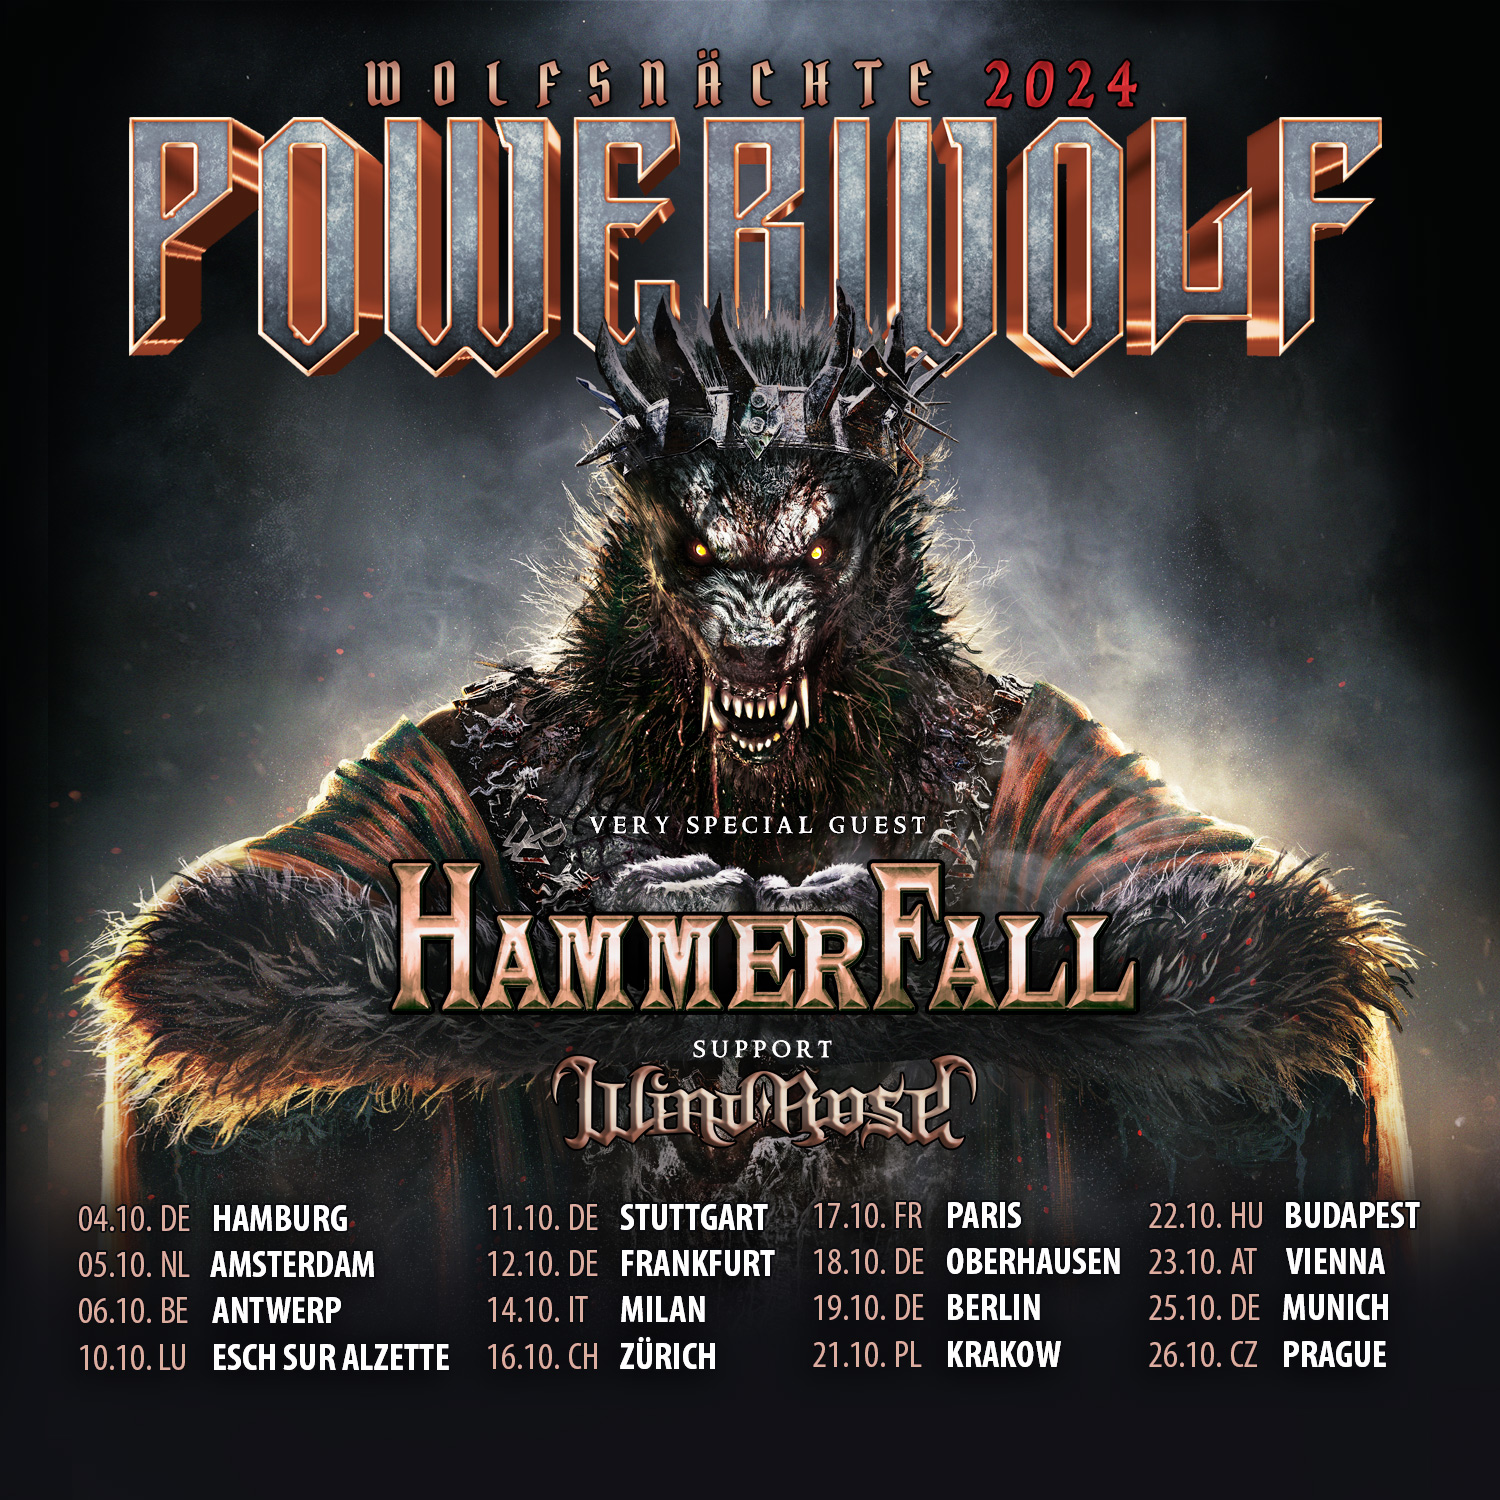 WOLFSNÄCHTE 2024
POWERWOLF
VERY SPECIAL GUEST
HAMMERFALL
SUPPORT
WIND ROSE
04.10. DE HAMBURG
05.10. NL AMSTERDAM
06.10. BE ANTWERP
10.10. LU ESCH SUR ALZETTE
11.10. DE STUTTGART
12.10. DE FRANKFURT
14.10. IT MILAN
16.10. CH ZÜRICH
17.10. FR PARIS
18.10. DE OBERHAUSEN
19.10. DE BERLIN
21.10. PL KRAKOW
22.10. HU BUDAPEST
23.10. AT VIENNA
25.10. DE MUNICH
26.10. CZ PRAGUE